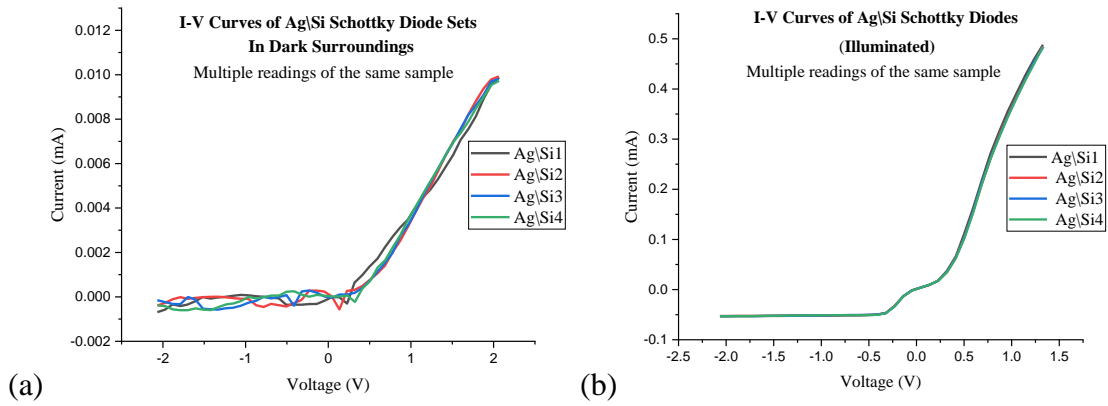 I-V Curves of Ag\Si Schottky Diode Sets
In Dark Surroundings
Multiple readings of the same sample
0.012
0.010
0.008
0.006
0.004
0.002
0.000
-0.002
Current (mA)
Ag\Si1
Ag\Si2
Ag\Si3
Ag\Si4
-2
-1
0
1
2
Voltage (V)
(a)
I-V Curves of Ag\Si Schottky Diodes
(Illuminated)
Multiple readings of the same sample
0.5
0.4
0.3
0.2
0.1
0.0
-0.1
Current (mA)
Ag\Si1
Ag\Si2
Ag\Si3
Ag\Si4
-2.5
-2.0
-1.5
-1.0
-0.5
0.0
0.5
1.0
1.5
Voltage (V)
(b)